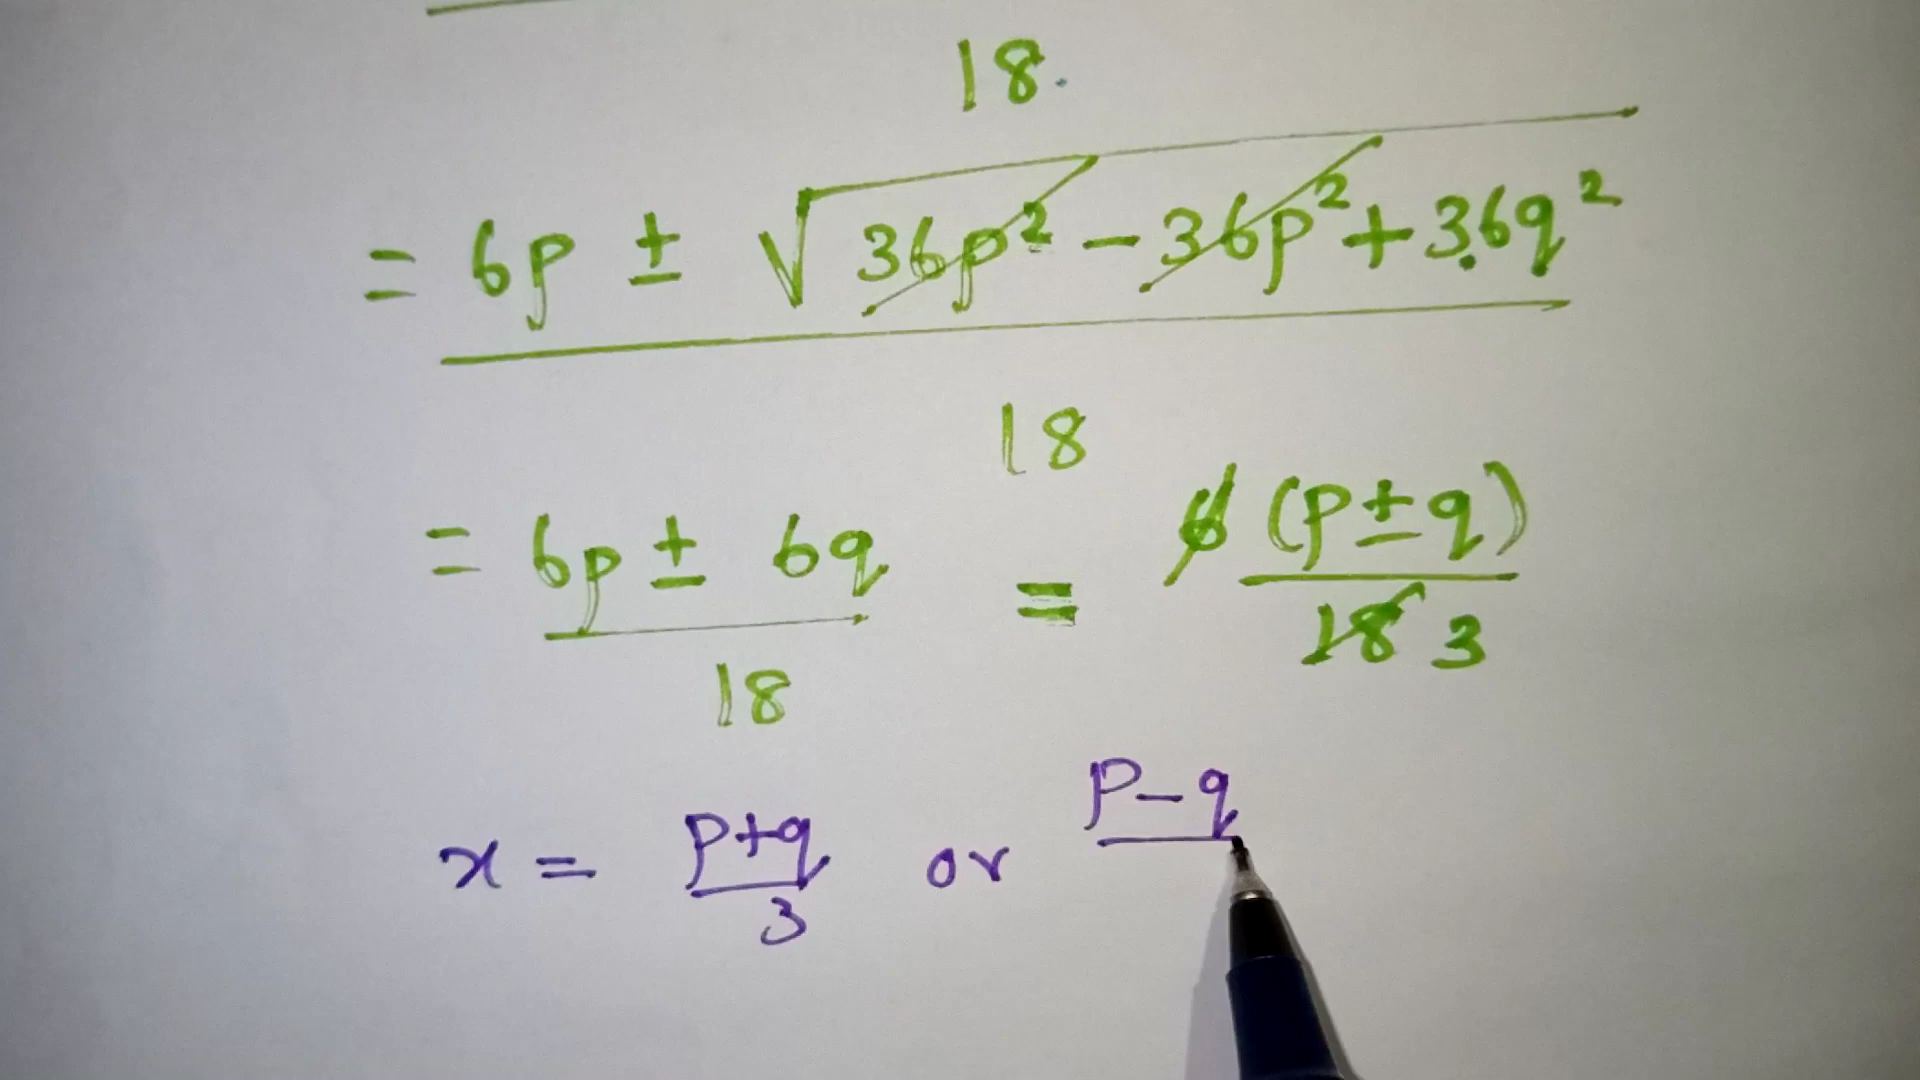 18.
= 6p ± √36p² - 36p² + 36q²
18
= 6p ± 6q = 6 (p ± q)
18 18 3
x = p+q or p-q
3